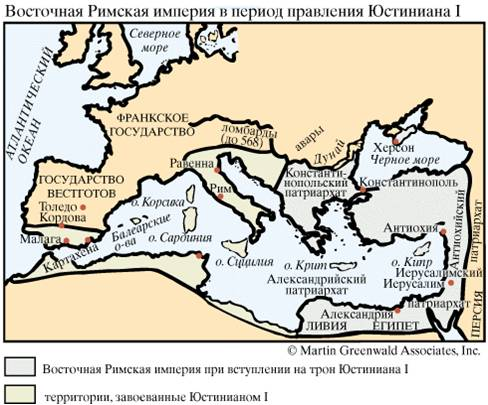 Восточная Римская империя в период правления Юстиниана I
Северное
море
АТЛАНТИЧЕСКИЙ
ОКЕАН
ФРАНКСКОЕ
ГОСУДАРСТВО
ломбарды
(до 568)
авары
Дунай
Херсон
Черное море
Равенна
Константи-
нопольский
патриархат
Константинополь
ГОСУДАРСТВО
ВЕСТГОТОВ
Толедо
Кордова
Малага
Картахена
Балеарские
о-ва
о. Корсика
Рим
о. Сардиния
о. Сицилия
о. Крит
Александрийский
патриархат
Антиохия
Антиохийский
патриархат
о. Кипр
Иерусалимский
Иерусалим
патриархат
Александрия
ЛИВИЯ
ЕГИПЕТ
ПЕРСИЯ
© Martin Greenwald Associates, Inc.
Восточная Римская империя при вступлении на трон Юстиниана I
территории, завоеванные Юстинианом I